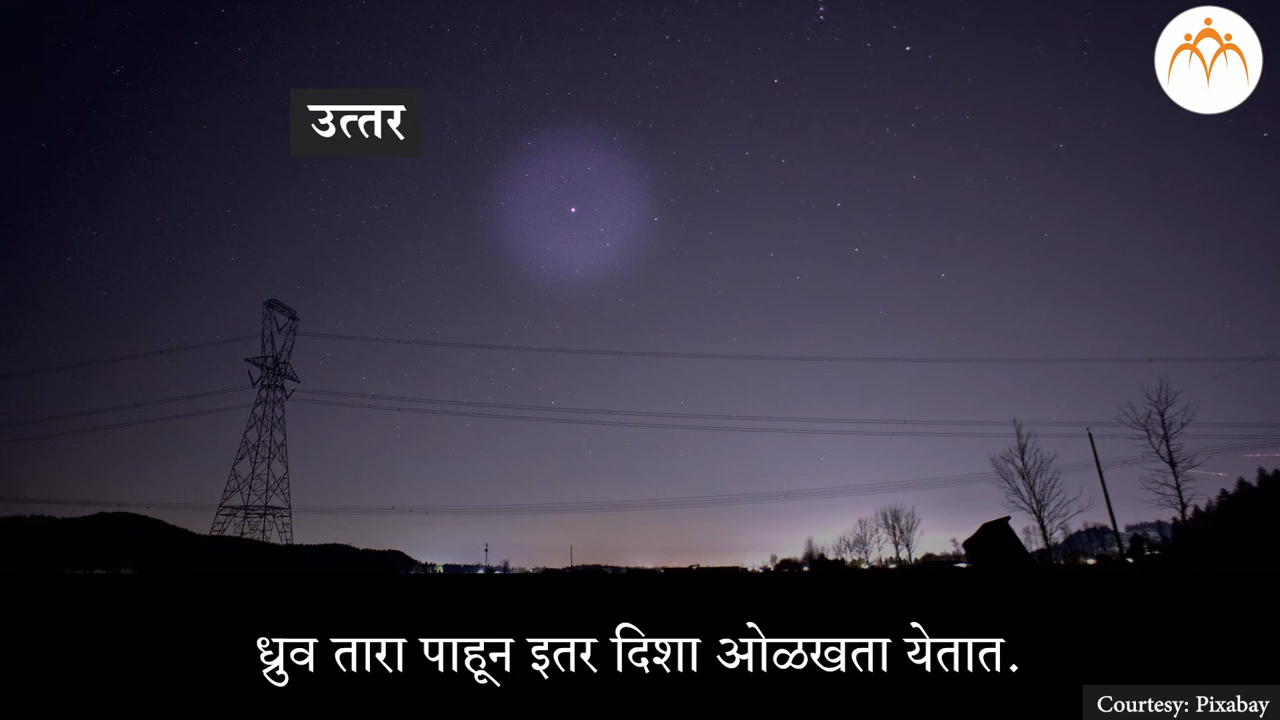 उत्तर
ध्रुव तारा पाहून इतर दिशा ओळखता येतात.
Courtesy: Pixabay